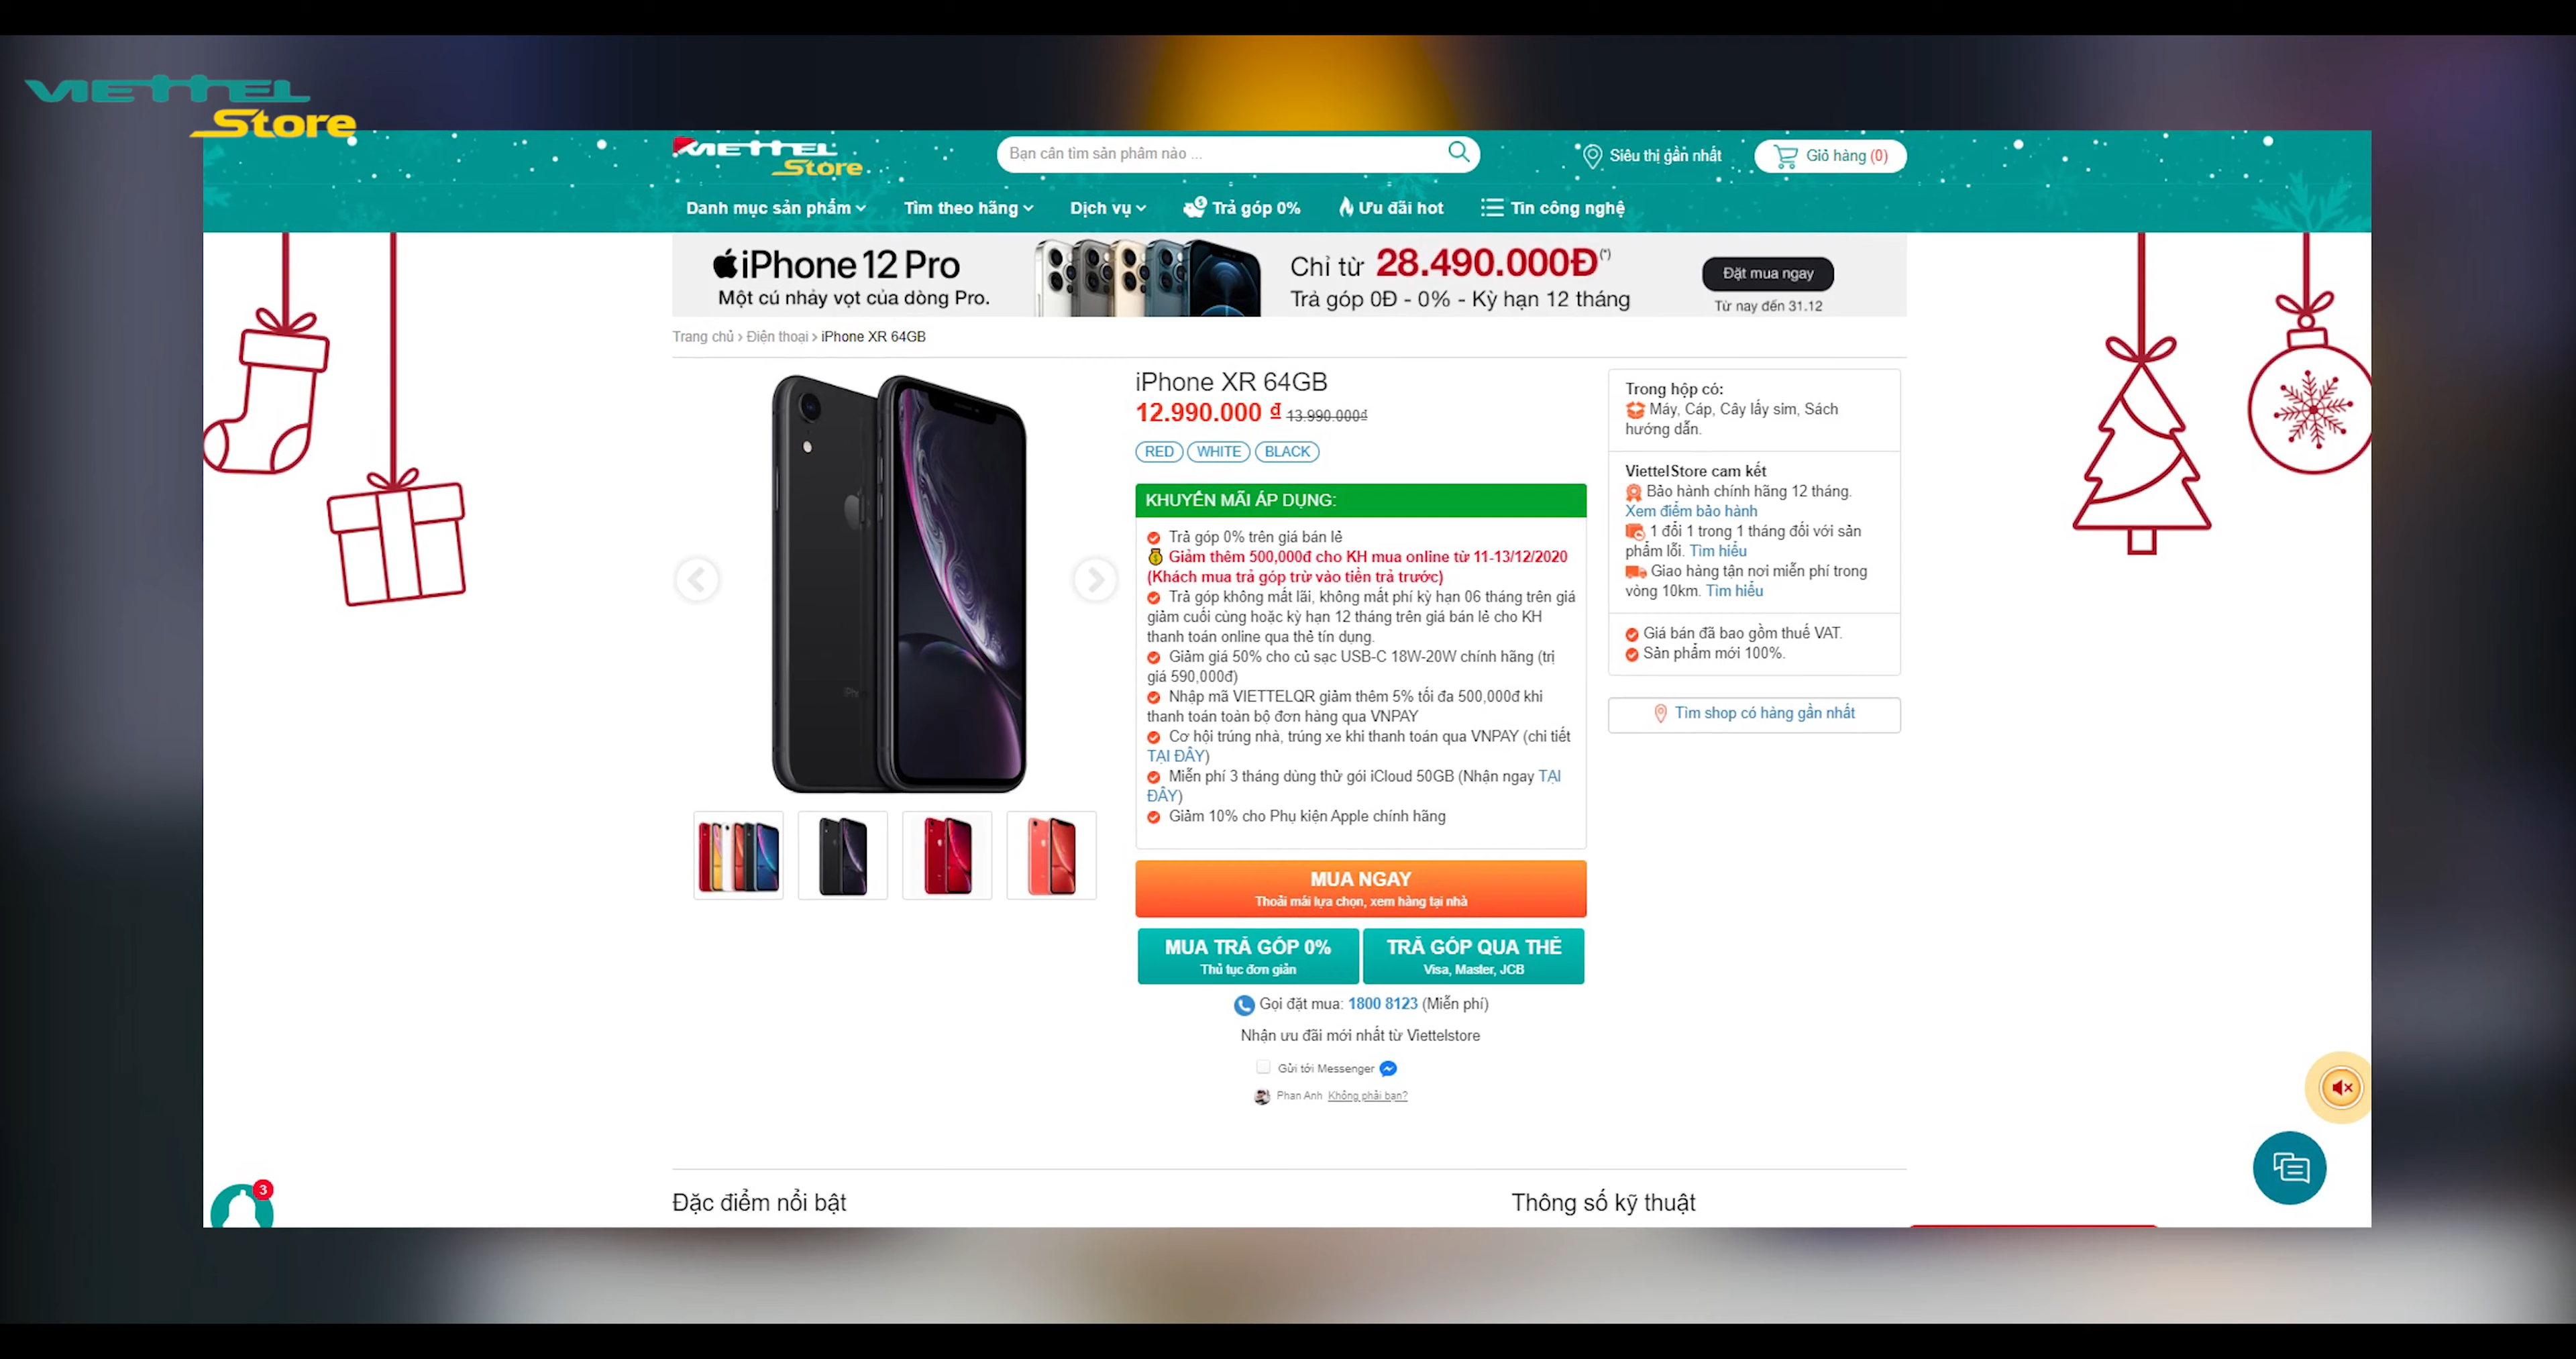 VIETTEL
Store
VIETTEL
Store
Bạn cần tìm sản phẩm nào ...
Siêu thị gần nhất
Giỏ hàng (0)
Danh mục sản phẩm
Tìm theo hãng
Dịch vụ
Trả góp 0%
Ưu đãi hot
Tin công nghệ
iPhone 12 Pro
Một cú nhảy vọt của dòng Pro.
Chỉ từ 28.490.000Đ(*)
Trả góp 0Đ - 0% - Kỳ hạn 12 tháng
Đặt mua ngay
Từ nay đến 31.12
Trang chủ › Điện thoại › iPhone XR 64GB
iPhone XR 64GB
12.990.000 ₫ 13.990.000₫
RED WHITE BLACK
KHUYẾN MÃI ÁP DỤNG:
Trả góp 0% trên giá bán lẻ
Giảm thêm 500,000đ cho KH mua online từ 11-13/12/2020
(Khách mua trả góp trừ vào tiền trả trước)
Trả góp không mất lãi, không mất phí kỳ hạn 06 tháng trên giá
giảm cuối cùng hoặc kỳ hạn 12 tháng trên giá bán lẻ cho KH
thanh toán online qua thẻ tín dụng.
Giảm giá 50% cho củ sạc USB-C 18W-20W chính hãng (trị
giá 590,000đ)
Nhập mã VIETTELQR giảm thêm 5% tối đa 500,000đ khi
thanh toán toàn bộ đơn hàng qua VNPAY
Cơ hội trúng nhà, trúng xe khi thanh toán qua VNPAY (chi tiết
TẠI ĐÂY)
Miễn phí 3 tháng dùng thử gói iCloud 50GB (Nhận ngay TẠI
ĐÂY)
Giảm 10% cho Phụ kiện Apple chính hãng
MUA NGAY
Thoải mái lựa chọn, xem hàng tại nhà
MUA TRẢ GÓP 0%
Thủ tục đơn giản
TRẢ GÓP QUA THẺ
Visa, Master, JCB
Gọi đặt mua: 1800 8123 (Miễn phí)
Nhận ưu đãi mới nhất từ Viettelstore
Gửi tới Messenger
Phan Anh Không phải bạn?
Trong hộp có:
Máy, Cáp, Cây lấy sim, Sách
hướng dẫn.
ViettelStore cam kết
Bảo hành chính hãng 12 tháng.
Xem điểm bảo hành
1 đổi 1 trong 1 tháng đối với sản
phẩm lỗi. Tìm hiểu
Giao hàng tận nơi miễn phí trong
vòng 10km. Tìm hiểu
Giá bán đã bao gồm thuế VAT.
Sản phẩm mới 100%.
Tìm shop có hàng gần nhất
3
Đặc điểm nổi bật
Thông số kỹ thuật